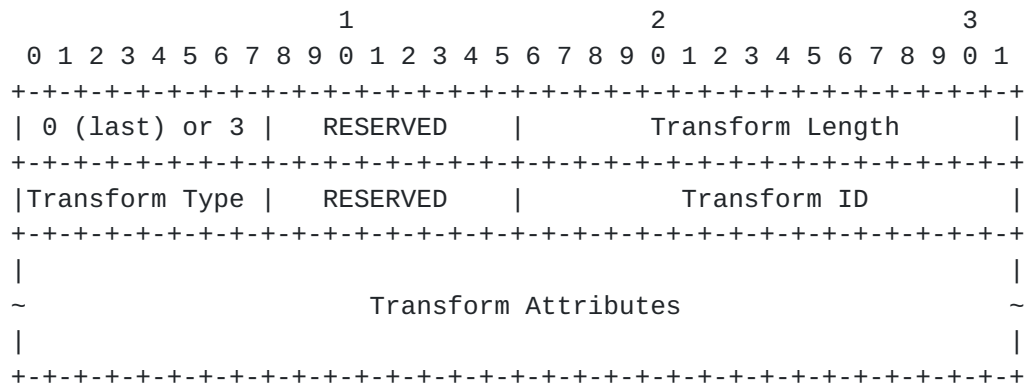 1                   2                   3
 0 1 2 3 4 5 6 7 8 9 0 1 2 3 4 5 6 7 8 9 0 1 2 3 4 5 6 7 8 9 0 1
+-+-+-+-+-+-+-+-+-+-+-+-+-+-+-+-+-+-+-+-+-+-+-+-+-+-+-+-+-+-+-+-+
| 0 (last) or 3 |   RESERVED    |        Transform Length       |
+-+-+-+-+-+-+-+-+-+-+-+-+-+-+-+-+-+-+-+-+-+-+-+-+-+-+-+-+-+-+-+-+
|Transform Type |   RESERVED    |          Transform ID         |
+-+-+-+-+-+-+-+-+-+-+-+-+-+-+-+-+-+-+-+-+-+-+-+-+-+-+-+-+-+-+-+-+
|                                                               |
~                      Transform Attributes                     ~
|                                                               |
+-+-+-+-+-+-+-+-+-+-+-+-+-+-+-+-+-+-+-+-+-+-+-+-+-+-+-+-+-+-+-+-+